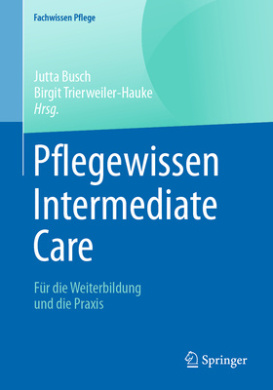 Fachwissen Pflege
Jutta Busch
Birgit Trierweiler-Hauke
Hrsg.
Pflegewissen
Intermediate
Care
Für die Weiterbildung
und die Praxis
Springer